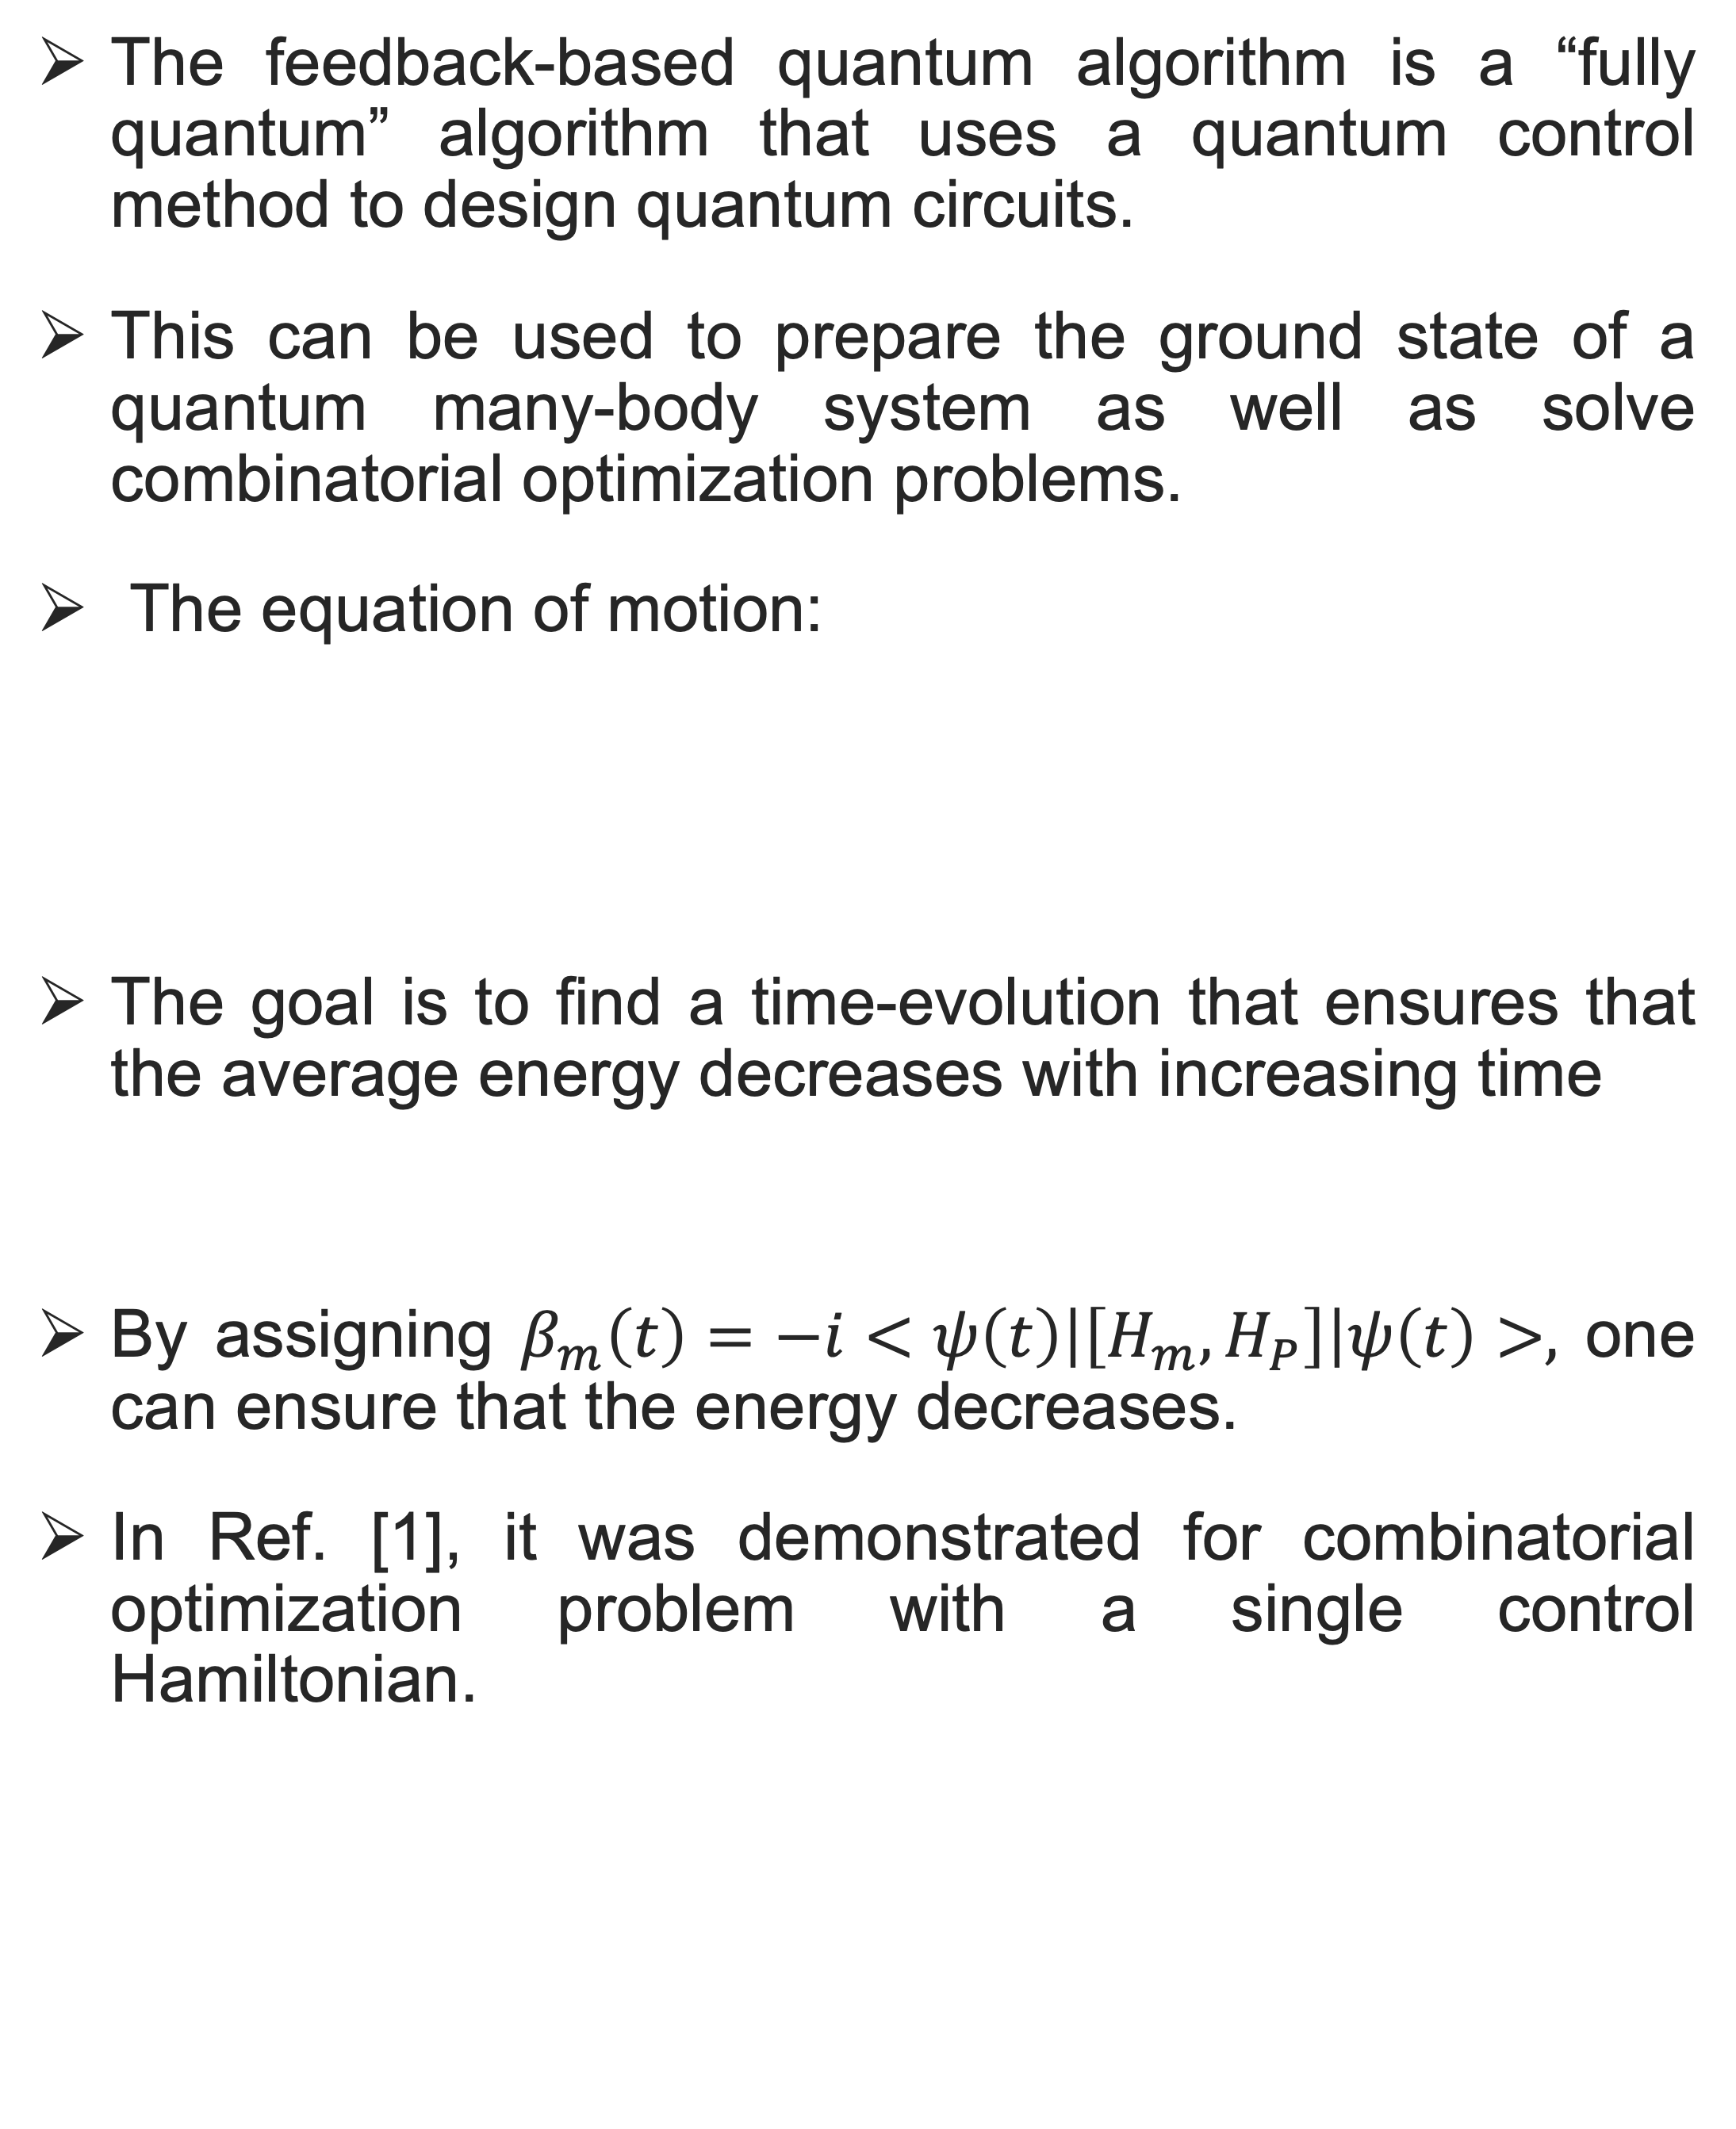 ➢ The feedback-based quantum algorithm is a “fully
quantum” algorithm that uses a quantum control
method to design quantum circuits.
➢ This can be used to prepare the ground state of a
quantum many-body system as well as solve
combinatorial optimization problems.
➢ The equation of motion:
➢ The goal is to find a time-evolution that ensures that
the average energy decreases with increasing time
➢ By assigning 𝛽ₘ(𝑡) = −𝑖 < 𝜓(𝑡)|[𝐻ₘ, 𝐻_P]|𝜓(𝑡) >, one
can ensure that the energy decreases.
➢ In Ref. [1], it was demonstrated for combinatorial
optimization problem with a single control
Hamiltonian.